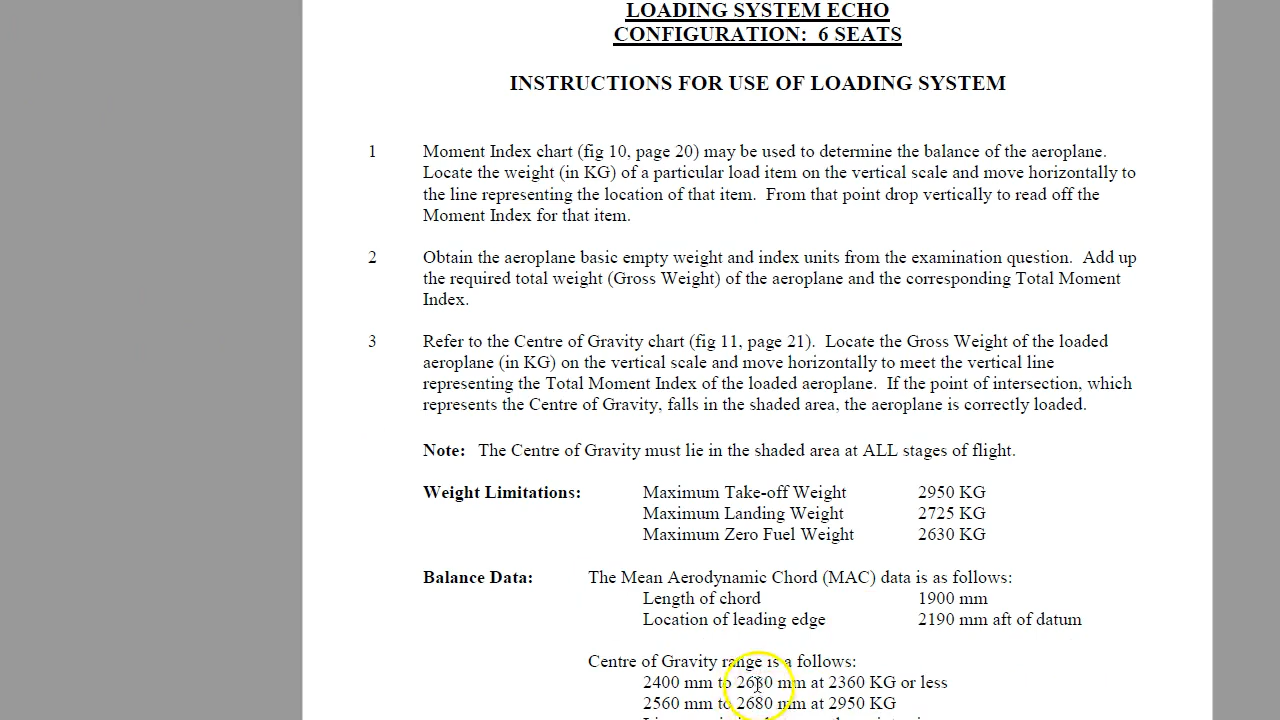 LOADING SYSTEM ECHO
CONFIGURATION: 6 SEATS
INSTRUCTIONS FOR USE OF LOADING SYSTEM
1 Moment Index chart (fig 10, page 20) may be used to determine the balance of the aeroplane.
Locate the weight (in KG) of a particular load item on the vertical scale and move horizontally to
the line representing the location of that item. From that point drop vertically to read off the
Moment Index for that item.
2 Obtain the aeroplane basic empty weight and index units from the examination question. Add up
the required total weight (Gross Weight) of the aeroplane and the corresponding Total Moment
Index.
3 Refer to the Centre of Gravity chart (fig 11, page 21). Locate the Gross Weight of the loaded
aeroplane (in KG) on the vertical scale and move horizontally to meet the vertical line
representing the Total Moment Index of the loaded aeroplane. If the point of intersection, which
represents the Centre of Gravity, falls in the shaded area, the aeroplane is correctly loaded.
Note: The Centre of Gravity must lie in the shaded area at ALL stages of flight.
Weight Limitations: Maximum Take-off Weight 2950 KG
Maximum Landing Weight 2725 KG
Maximum Zero Fuel Weight 2630 KG
Balance Data: The Mean Aerodynamic Chord (MAC) data is as follows:
Length of chord 1900 mm
Location of leading edge 2190 mm aft of datum
Centre of Gravity range is a follows:
2400 mm to 2680 mm at 2360 KG or less
2560 mm to 2680 mm at 2950 KG